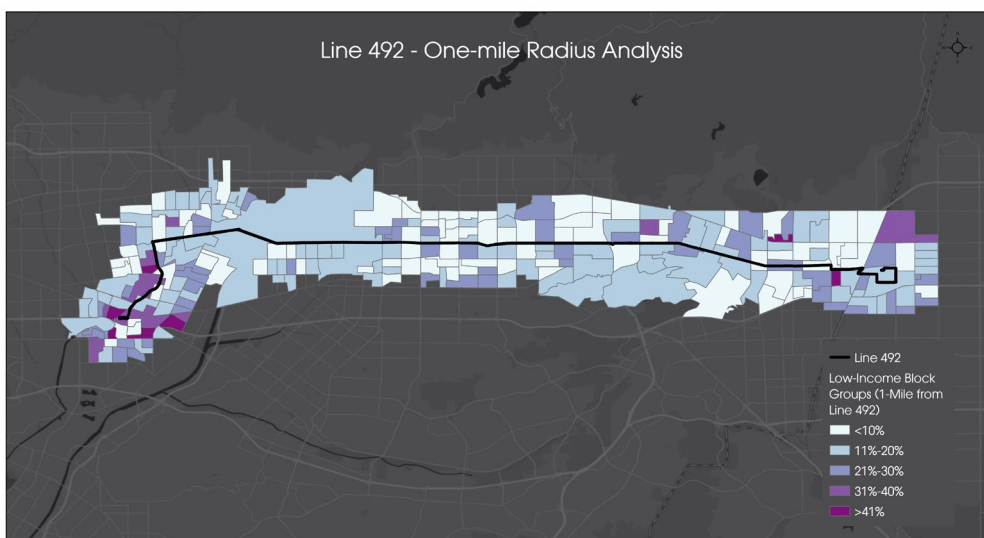 Line 492 - One-mile Radius Analysis
Line 492
Low-Income Block
Groups (1-Mile from
Line 492)
<10%
11%-20%
21%-30%
31%-40%
>41%